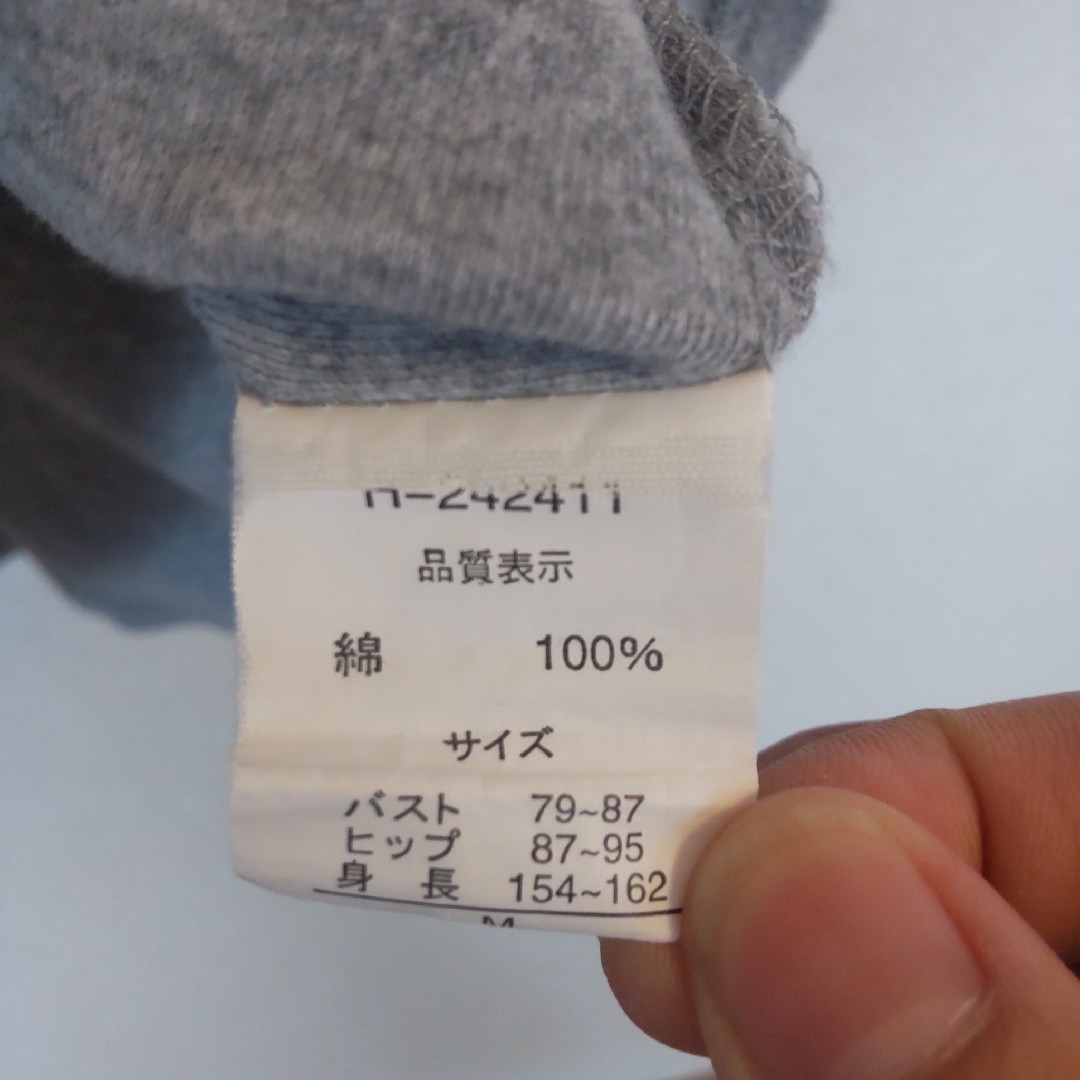 -242411
品質表示
綿 100%
サイズ
バスト 79~87
ヒップ 87~95
身長 154~162
M